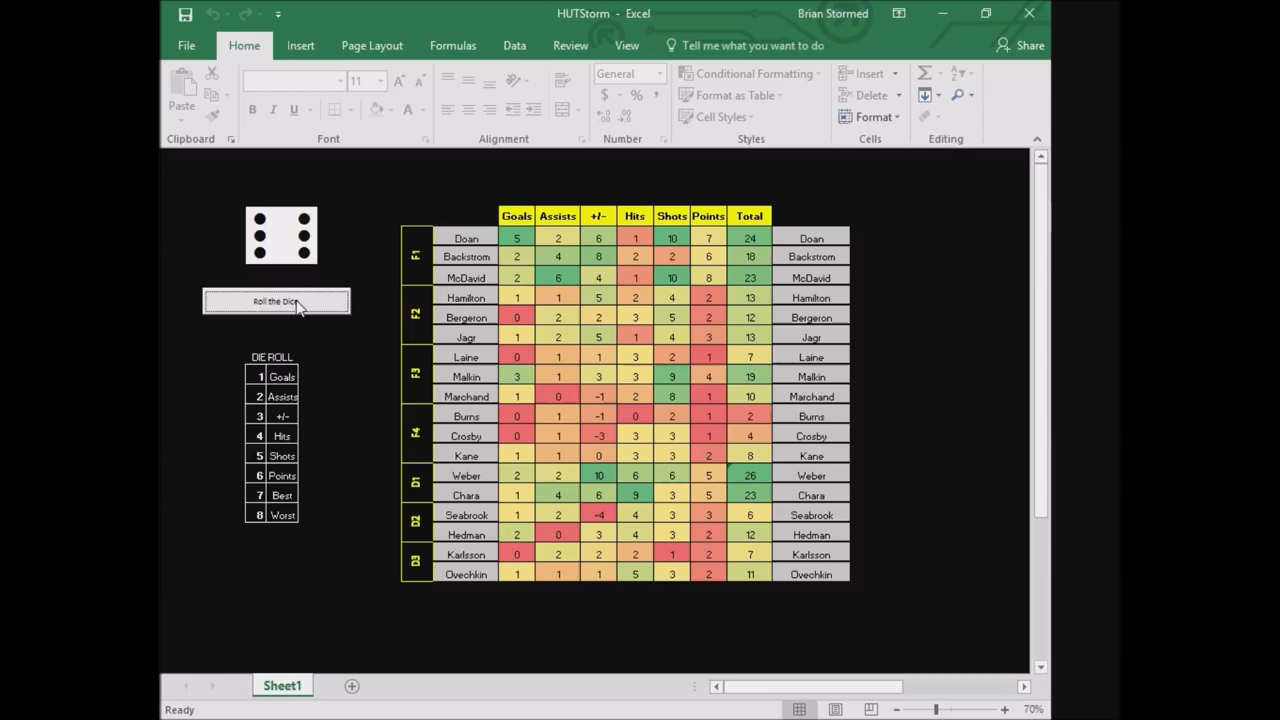 HUTStorm - Excel
Brian Stormed
File Home Insert Page Layout Formulas Data Review View Tell me what you want to do Share
Paste
11
B I U
A A
A
General
$ % ,
Conditional Formatting
Format as Table
Cell Styles
Insert
Delete
Format
Clipboard Font Alignment Number Styles Cells Editing
Roll the Dice
DIE ROLL
1 Goals
2 Assists
3 +/-
4 Hits
5 Shots
6 Points
7 Best
8 Worst
Goals Assists +/- Hits Shots Points Total
F1
Doan 5 2 6 1 10 7 24 Doan
Backstrom 2 4 8 2 2 6 18 Backstrom
McDavid 2 6 4 1 10 8 23 McDavid
F2
Hamilton 1 1 5 2 4 2 13 Hamilton
Bergeron 0 2 2 3 5 2 12 Bergeron
Jagr 1 2 5 1 4 3 13 Jagr
F3
Laine 0 1 1 3 2 1 7 Laine
Malkin 3 1 3 3 9 4 19 Malkin
Marchand 1 0 -1 2 8 1 10 Marchand
F4
Burns 0 1 -1 0 2 1 2 Burns
Crosby 0 1 -3 3 3 1 4 Crosby
Kane 1 1 0 3 3 2 8 Kane
D1
Weber 2 2 10 6 6 5 26 Weber
Chara 1 4 6 9 3 5 23 Chara
D2
Seabrook 1 2 -4 4 3 3 6 Seabrook
Hedman 2 0 3 4 3 2 12 Hedman
D3
Karlsson 0 2 2 2 1 2 7 Karlsson
Ovechkin 1 1 1 5 3 2 11 Ovechkin
Sheet1
Ready
70%